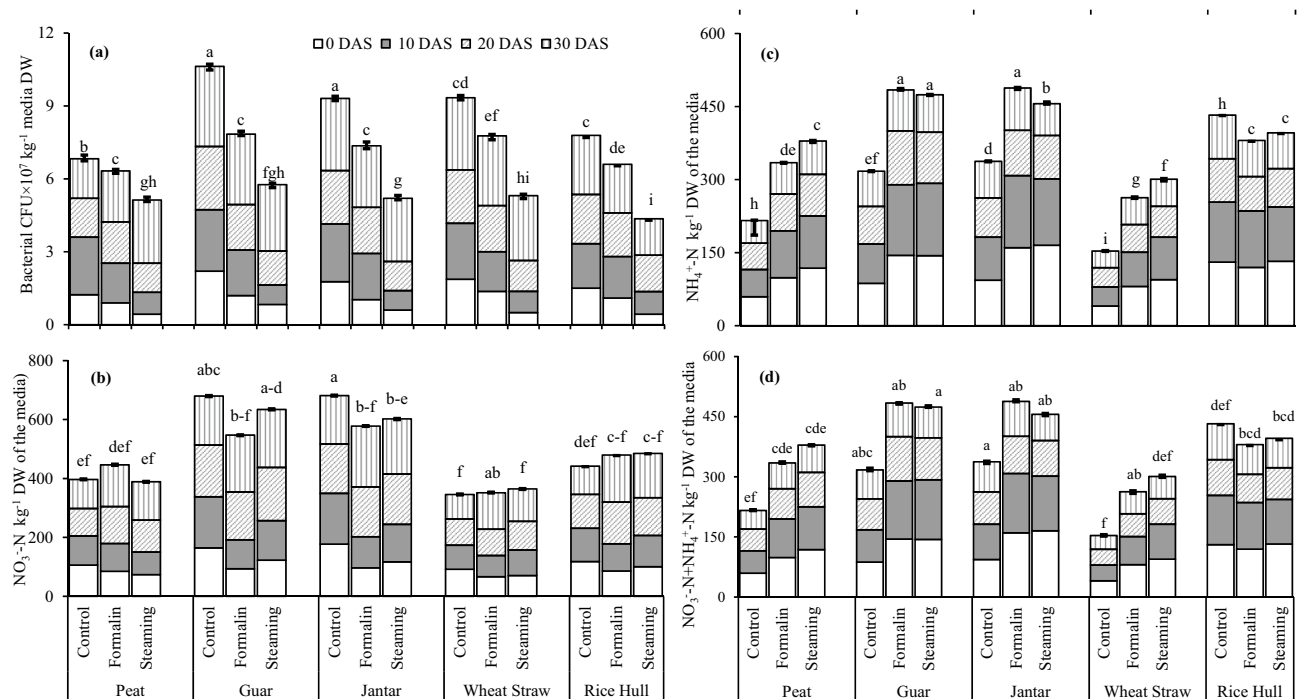 (a)
0 DAS 10 DAS 20 DAS 30 DAS
Bacterial CFU×10⁷ kg⁻¹ media DW
12
9
6
3
0
b c gh a c fgh a c g cd ef hi c de i
(b)
NO₃⁻-N kg⁻¹ DW of the media)
800
600
400
200
0
ef def ef abc b-f a-d a b-f b-e f ab f def c-f c-f
Control Formalin Steaming Control Formalin Steaming Control Formalin Steaming Control Formalin Steaming Control Formalin Steaming
Peat Guar Jantar Wheat Straw Rice Hull
(c)
NH₄⁺-N kg⁻¹ DW of the media
600
450
300
150
0
h de c ef a a d a b i g f h c c
(d)
NO₃⁻-N+NH₄⁺-N kg⁻¹ DW of the media
600
450
300
150
0
ef cde cde abc ab a a ab ab f ab def def bcd bcd
Control Formalin Steaming Control Formalin Steaming Control Formalin Steaming Control Formalin Steaming Control Formalin Steaming
Peat Guar Jantar Wheat Straw Rice Hull